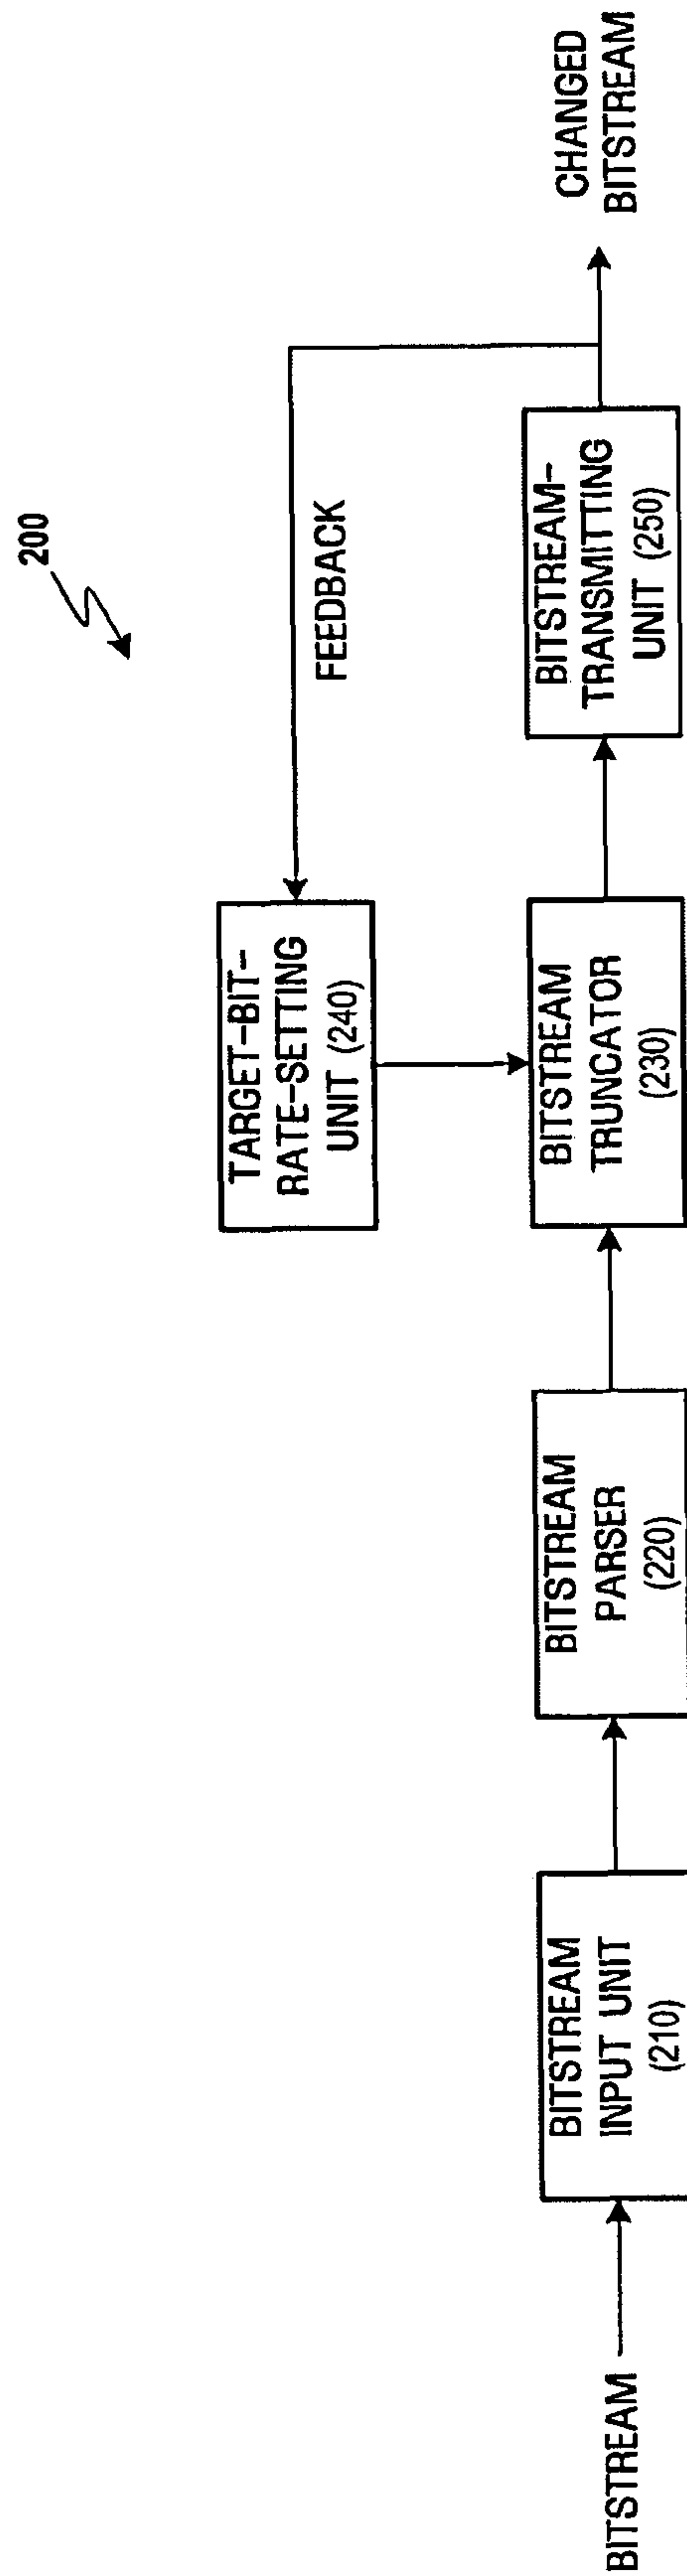 200
FEEDBACK
TARGET-BIT-
RATE-SETTING
UNIT (240)
BITSTREAM
BITSTREAM
INPUT UNIT
(210)
BITSTREAM
PARSER
(220)
BITSTREAM
TRUNCATOR
(230)
BITSTREAM-
TRANSMITTING
UNIT (250)
CHANGED
BITSTREAM